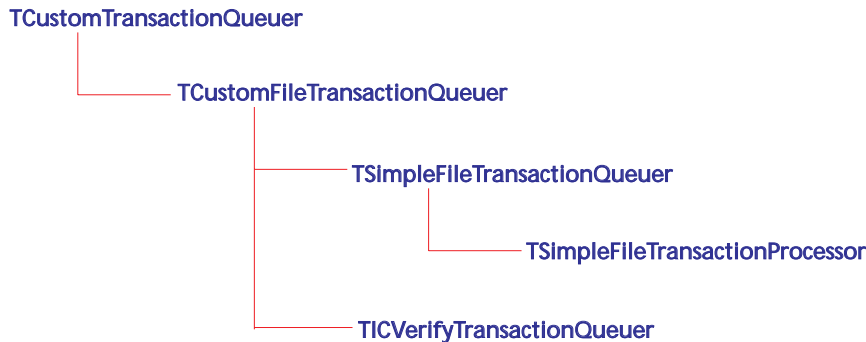 TCustomTransactionQueuer
TCustomFileTransactionQueuer
TSimpleFileTransactionQueuer
TSimpleFileTransactionProcessor
TICVerifyTransactionQueuer